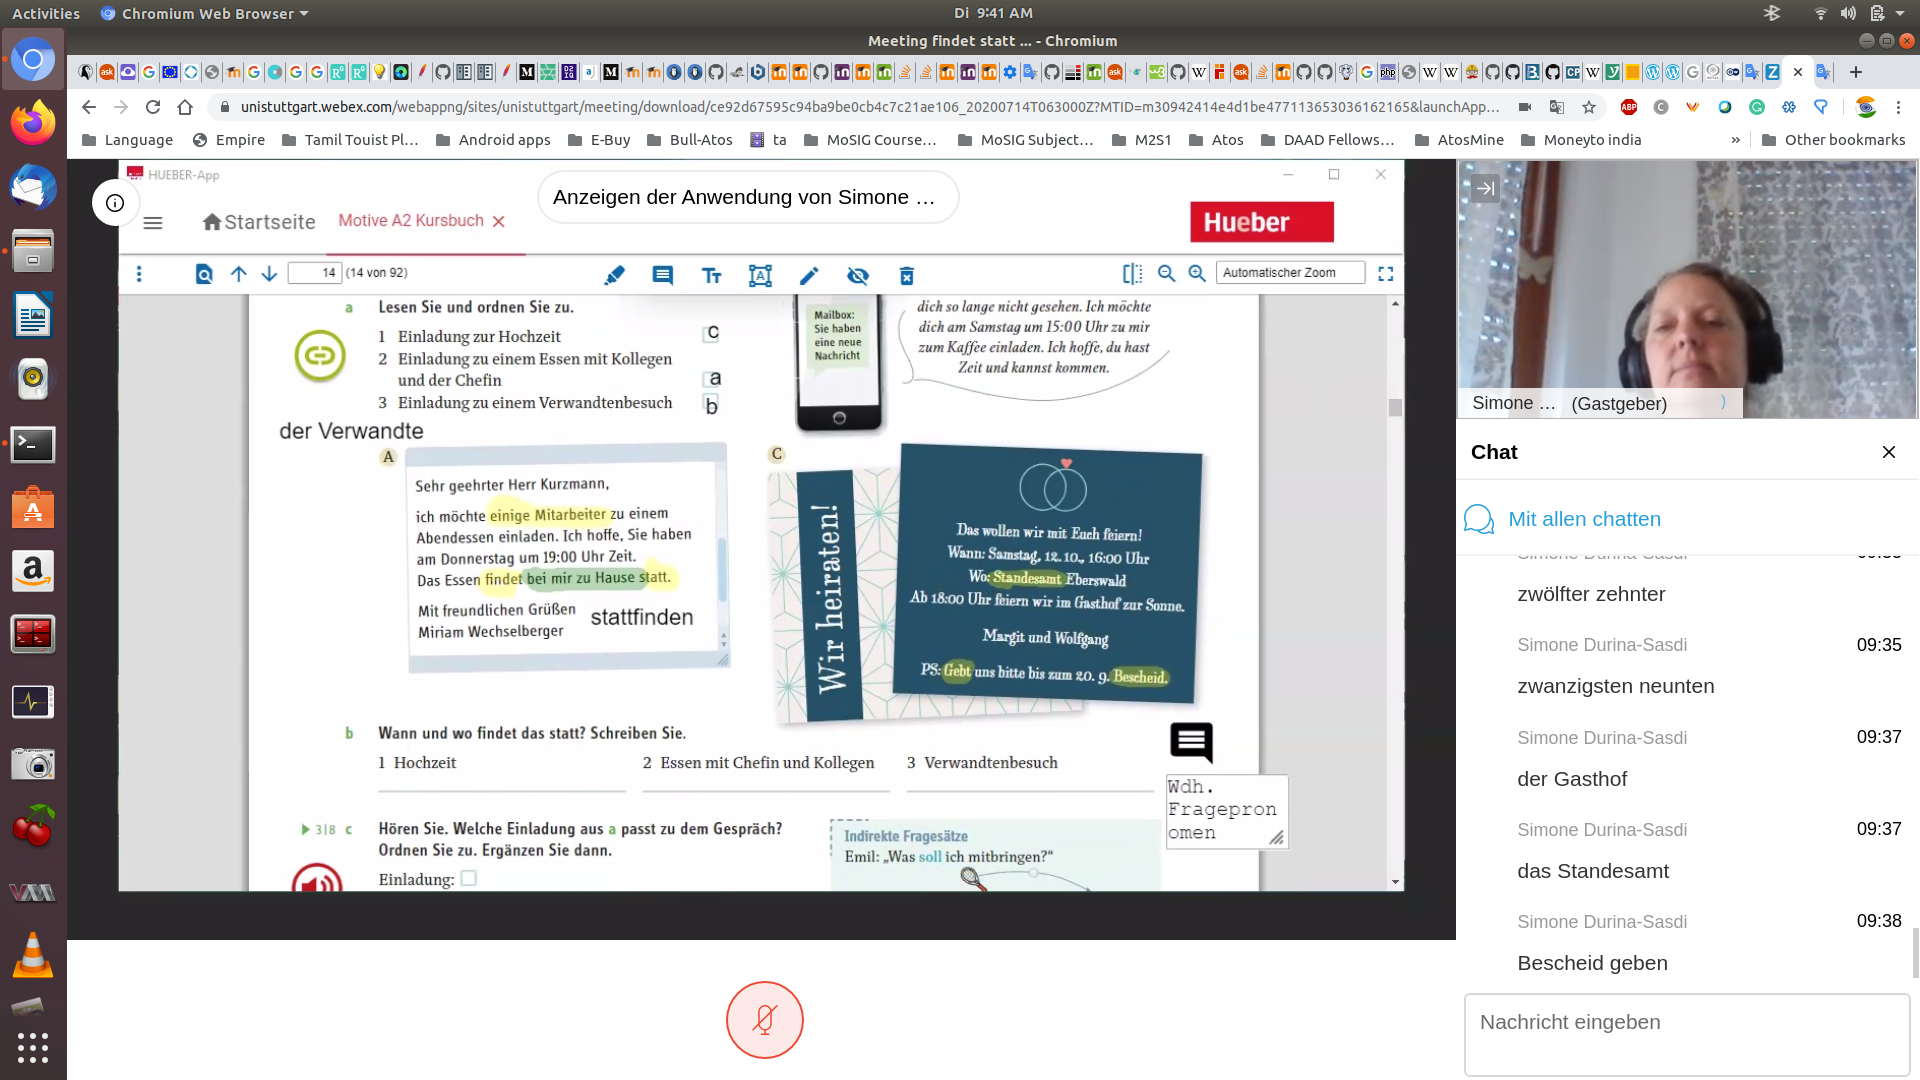 Activities
Chromium Web Browser
Di 9:41 AM
Meeting findet statt ... - Chromium
unistuttgart.webex.com/webappng/sites/unistuttgart/meeting/download/ce92d67595c94ba9be0cb4c7c21ae106_20200714T063000Z?MTID=m30942414e4d1be477113653036162165&launchApp...
Language
Empire
Tamil Touist Pl...
Android apps
E-Buy
Bull-Atos
ta
MoSIG Course...
MoSIG Subject...
M2S1
Atos
DAAD Fellows...
AtosMine
Moneyto india
»
Other bookmarks
HUEBER-App
Anzeigen der Anwendung von Simone ...
Startseite
Motive A2 Kursbuch
Hueber
14 (14 von 92)
Automatischer Zoom
a Lesen Sie und ordnen Sie zu.
1 Einladung zur Hochzeit c
2 Einladung zu einem Essen mit Kollegen
und der Chefin a
3 Einladung zu einem Verwandtenbesuch b
der Verwandte
Mailbox:
Sie haben
eine neue
Nachricht
dich so lange nicht gesehen. Ich möchte
dich am Samstag um 15:00 Uhr zu mir
zum Kaffee einladen. Ich hoffe, du hast
Zeit und kannst kommen.
A
Sehr geehrter Herr Kurzmann,
ich möchte einige Mitarbeiter zu einem
Abendessen einladen. Ich hoffe, Sie haben
am Donnerstag um 19:00 Uhr Zeit.
Das Essen findet bei mir zu Hause statt.
Mit freundlichen Grüßen
Miriam Wechselberger
stattfinden
C
Wir heiraten!
Das wollen wir mit Euch feiern!
Wann: Samstag, 12.10., 16:00 Uhr
Wo: Standesamt Eberswald
Ab 18:00 Uhr feiern wir im Gasthof zur Sonne.
Margit und Wolfgang
PS: Gebt uns bitte bis zum 20. 9. Bescheid.
b Wann und wo findet das statt? Schreiben Sie.
1 Hochzeit
2 Essen mit Chefin und Kollegen
3 Verwandtenbesuch
Wdh.
Fragepron
omen
3|8 c Hören Sie. Welche Einladung aus a passt zu dem Gespräch?
Ordnen Sie zu. Ergänzen Sie dann.
Einladung:
Indirekte Fragesätze
Emil: „Was soll ich mitbringen?“
Simone ... (Gastgeber)
Chat
Mit allen chatten
zwölfter zehnter
Simone Durina-Sasdi 09:35
zwanzigsten neunten
Simone Durina-Sasdi 09:37
der Gasthof
Simone Durina-Sasdi 09:37
das Standesamt
Simone Durina-Sasdi 09:38
Bescheid geben
Nachricht eingeben